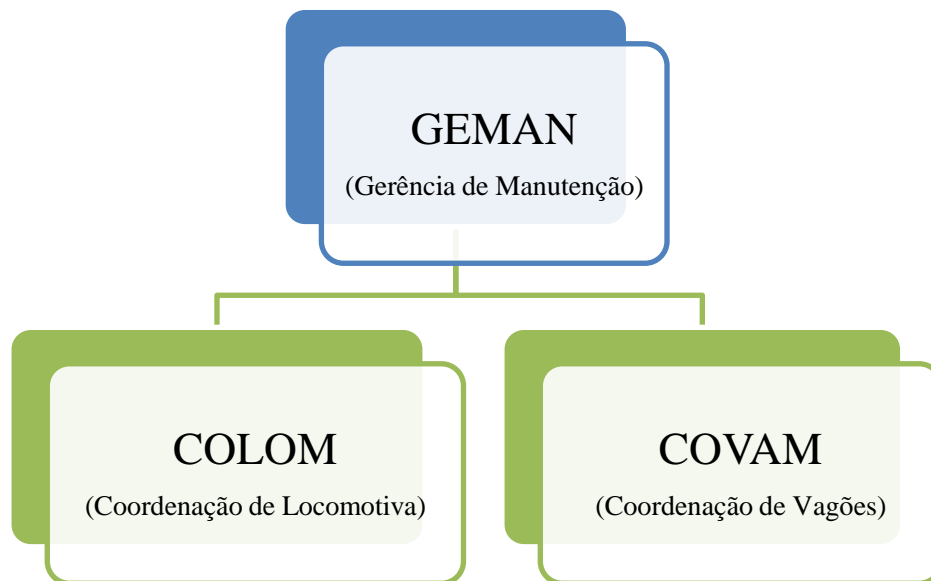 GEMAN
(Gerência de Manutenção)
COLOM
(Coordenação de Locomotiva)
COVAM
(Coordenação de Vagões)